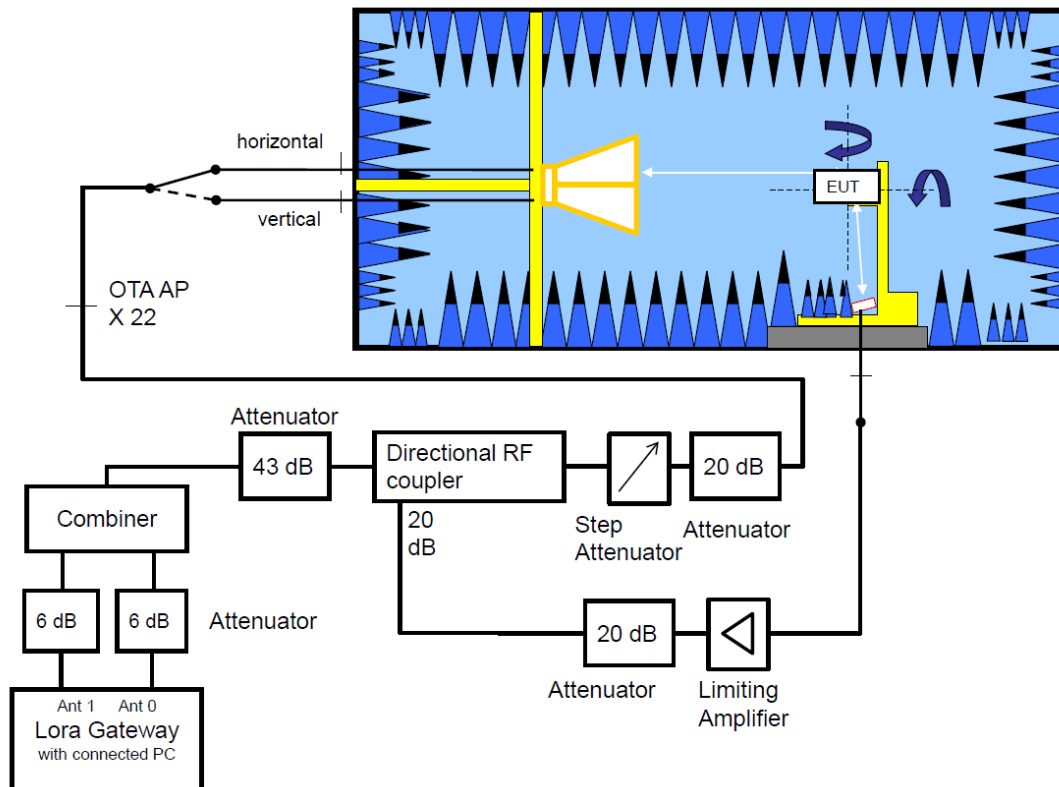 horizontal
EUT
vertical
OTA AP
X 22
Attenuator
43 dB
Directional RF
coupler
20 dB
Combiner
20
dB
Step
Attenuator
Attenuator
6 dB
6 dB
Attenuator
20 dB
Attenuator
Limiting
Amplifier
Ant 1
Ant 0
Lora Gateway
with connected PC